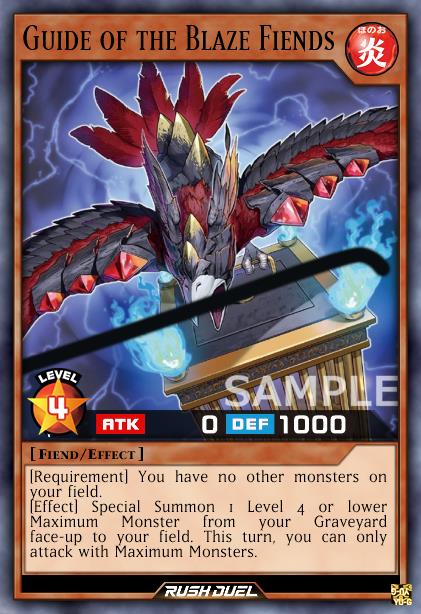 Guide of the Blaze Fiends
ほのお
炎
SAMPLE
LEVEL
4
ATK 0 DEF 1000
[Fiend/Effect]
[Requirement] You have no other monsters on
your field.
[Effect] Special Summon 1 Level 4 or lower
Maximum Monster from your Graveyard
face-up to your field. This turn, you can only
attack with Maximum Monsters.
RUSH DUEL